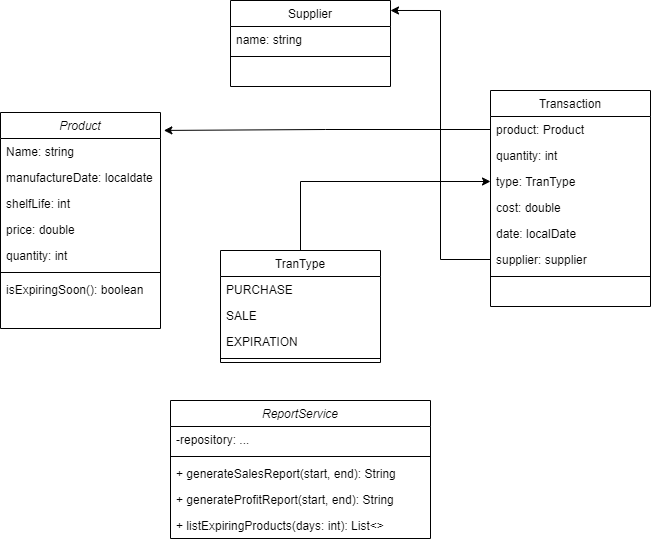 Supplier
name: string
Product
Name: string
manufactureDate: localdate
shelfLife: int
price: double
quantity: int
isExpiringSoon(): boolean
Transaction
product: Product
quantity: int
type: TranType
cost: double
date: localDate
supplier: supplier
TranType
PURCHASE
SALE
EXPIRATION
ReportService
-repository: ...
+ generateSalesReport(start, end): String
+ generateProfitReport(start, end): String
+ listExpiringProducts(days: int): List<>